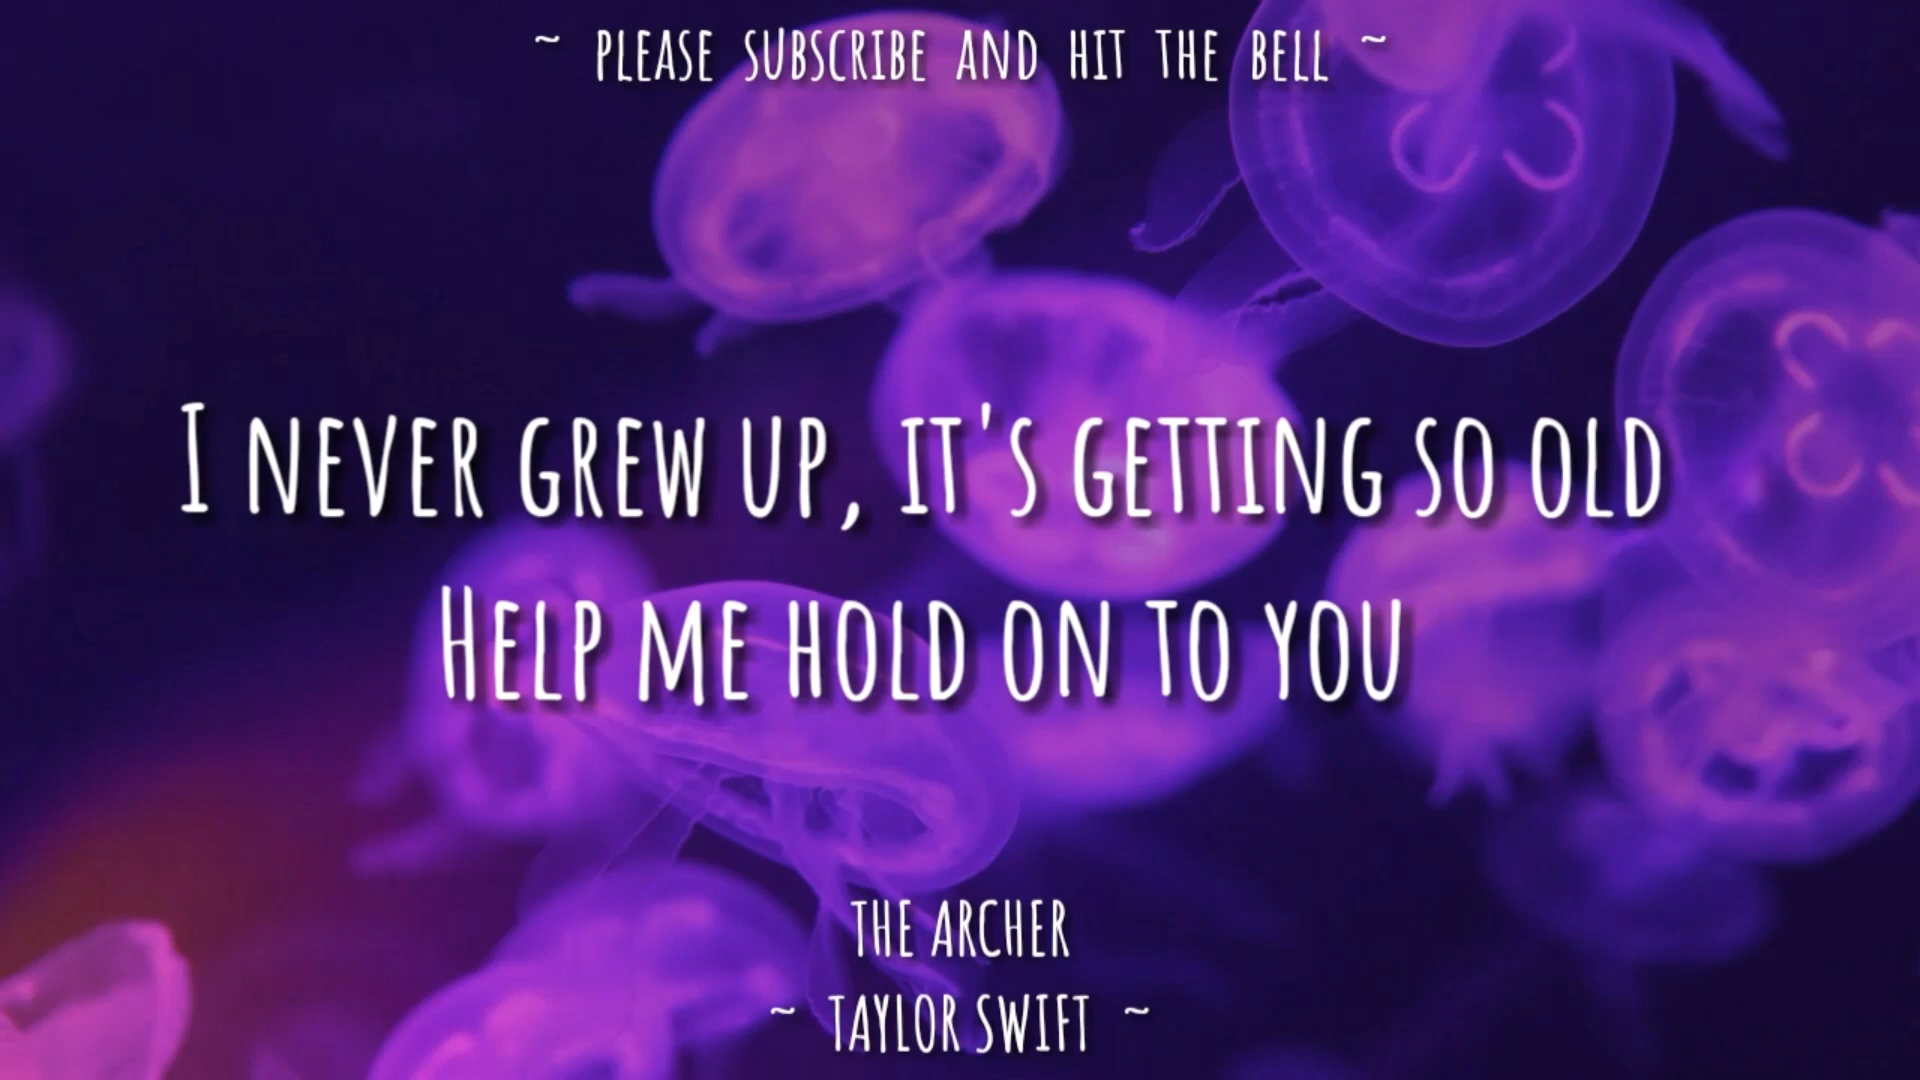 ~ PLEASE SUBSCRIBE AND HIT THE BELL ~
I NEVER GREW UP, IT'S GETTING SO OLD
HELP ME HOLD ON TO YOU
THE ARCHER
~ TAYLOR SWIFT ~